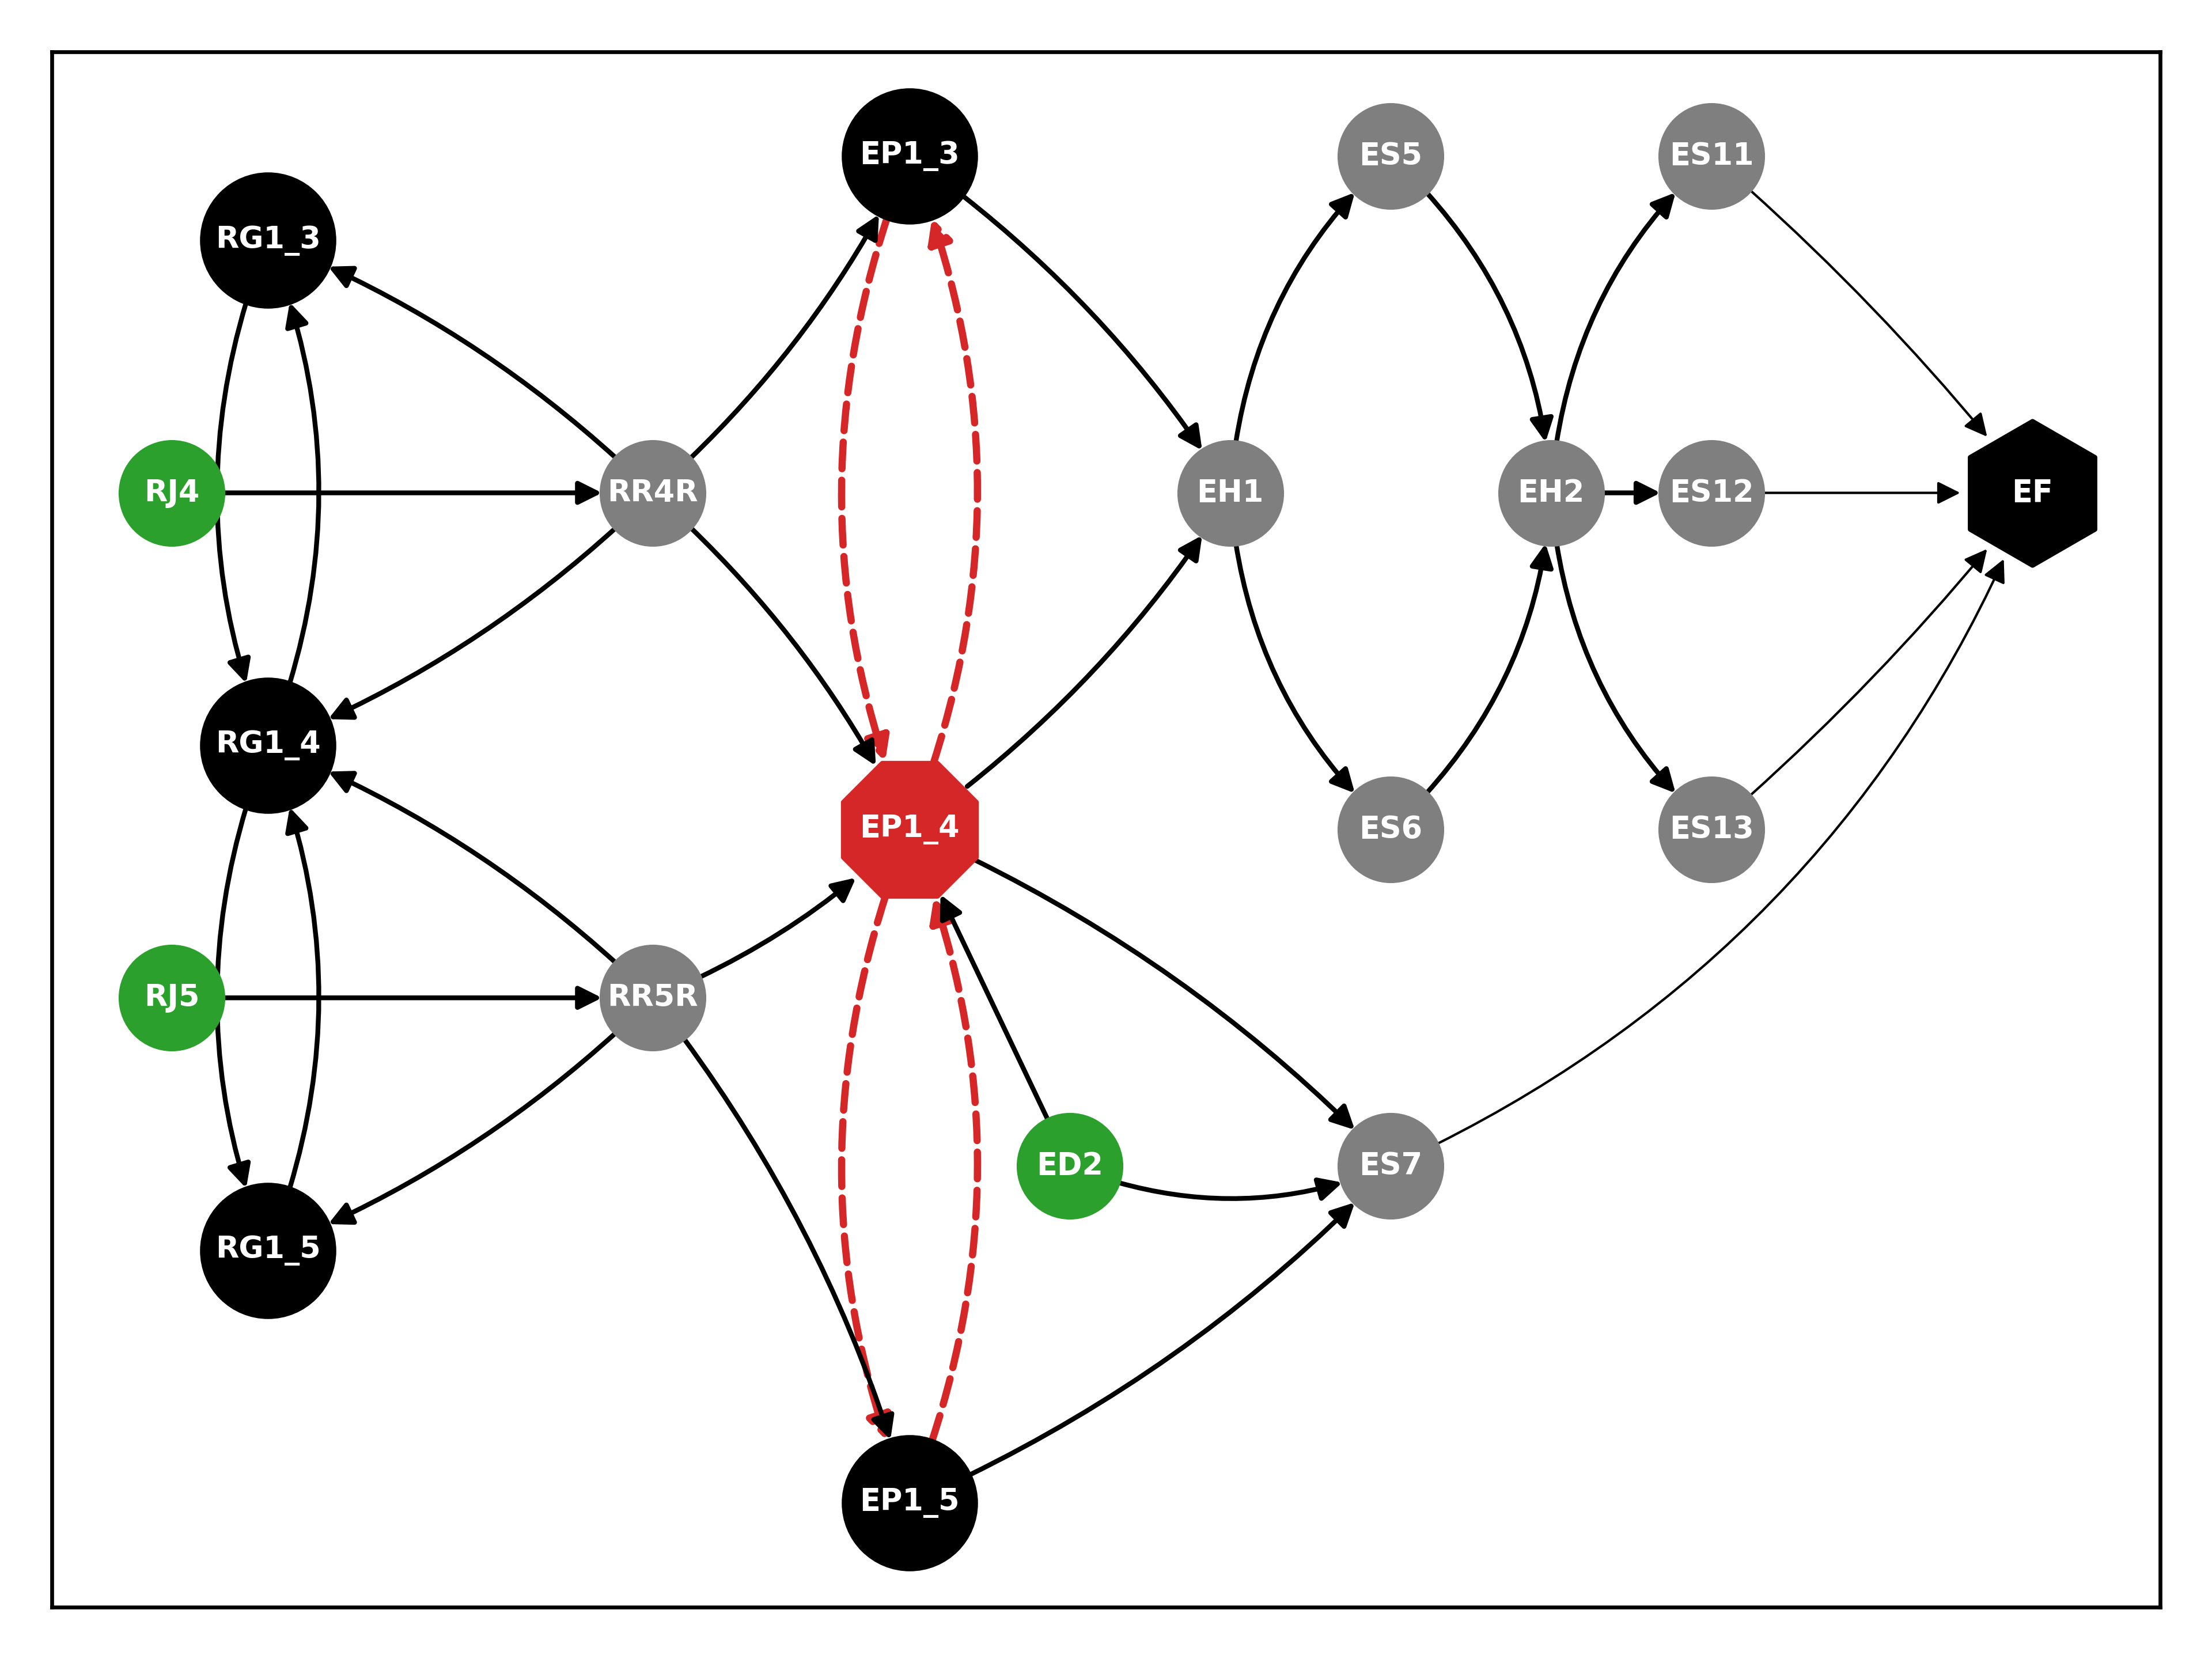 EP1_3
ES5
ES11
RG1_3
RJ4
RR4R
EH1
EH2
ES12
EF
RG1_4
EP1_4
ES6
ES13
RJ5
RR5R
ED2
ES7
RG1_5
EP1_5